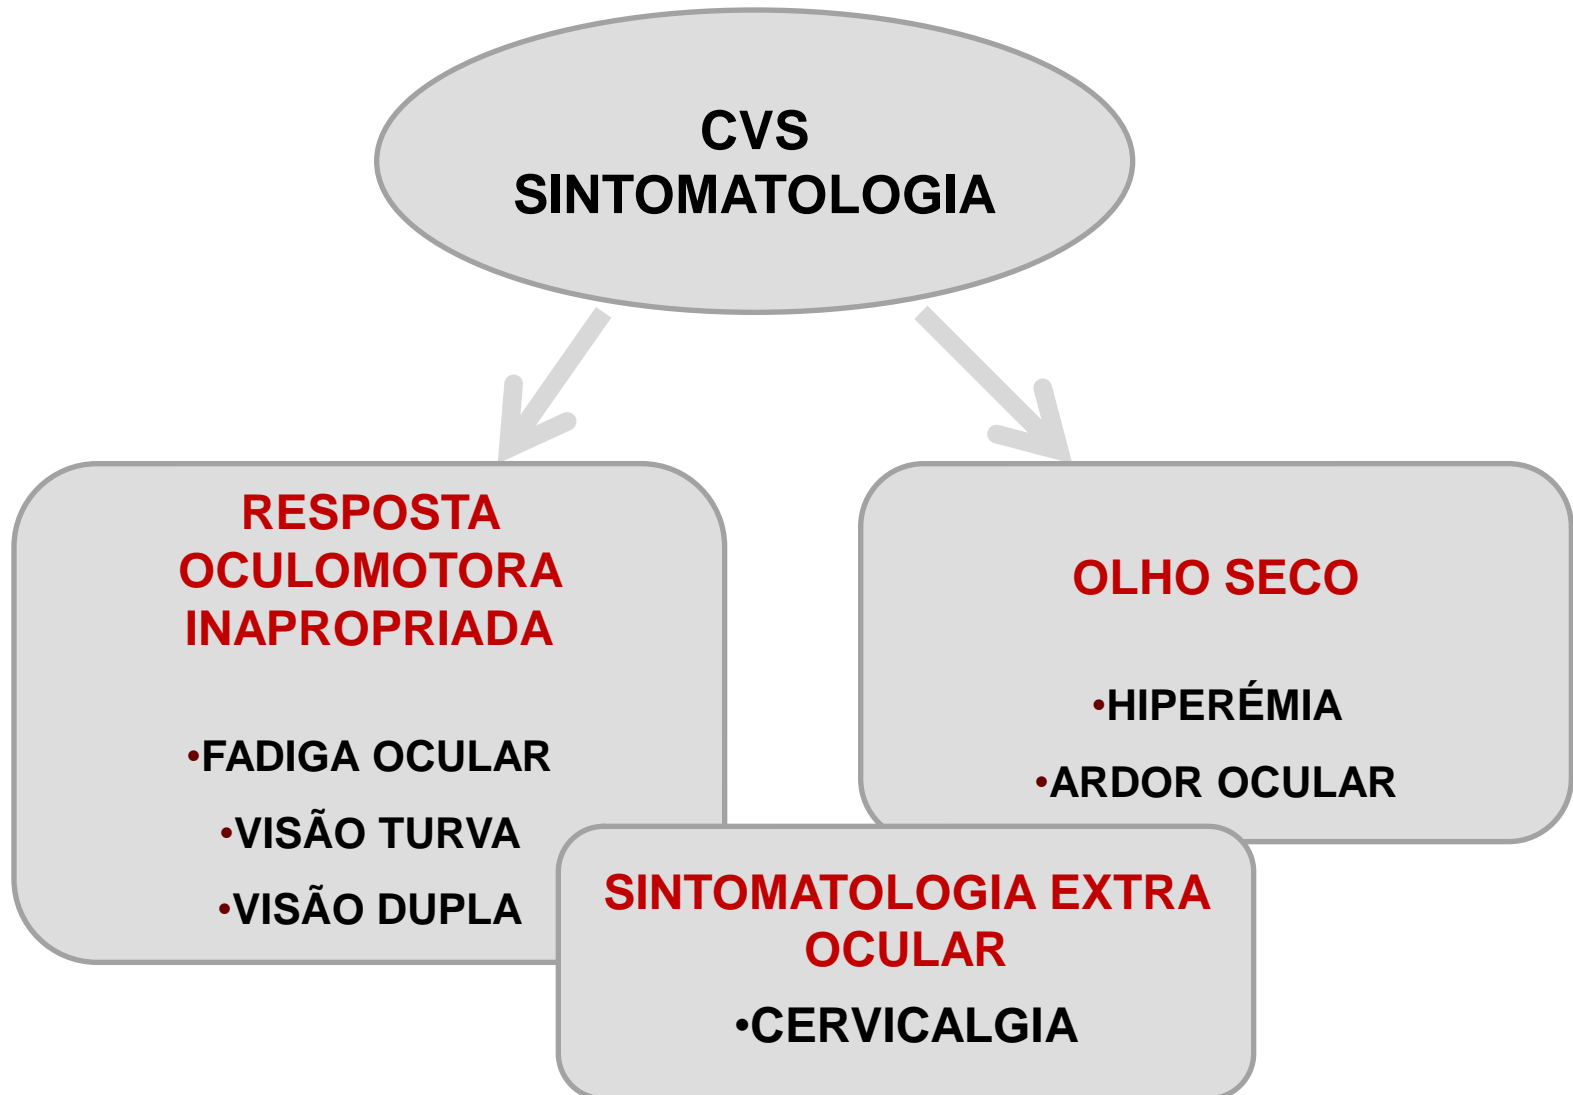 CVS
SINTOMATOLOGIA
RESPOSTA
OCULOMOTORA
INAPROPRIADA
•FADIGA OCULAR
•VISÃO TURVA
•VISÃO DUPLA
OLHO SECO
•HIPERÉMIA
•ARDOR OCULAR
SINTOMATOLOGIA EXTRA
OCULAR
•CERVICALGIA